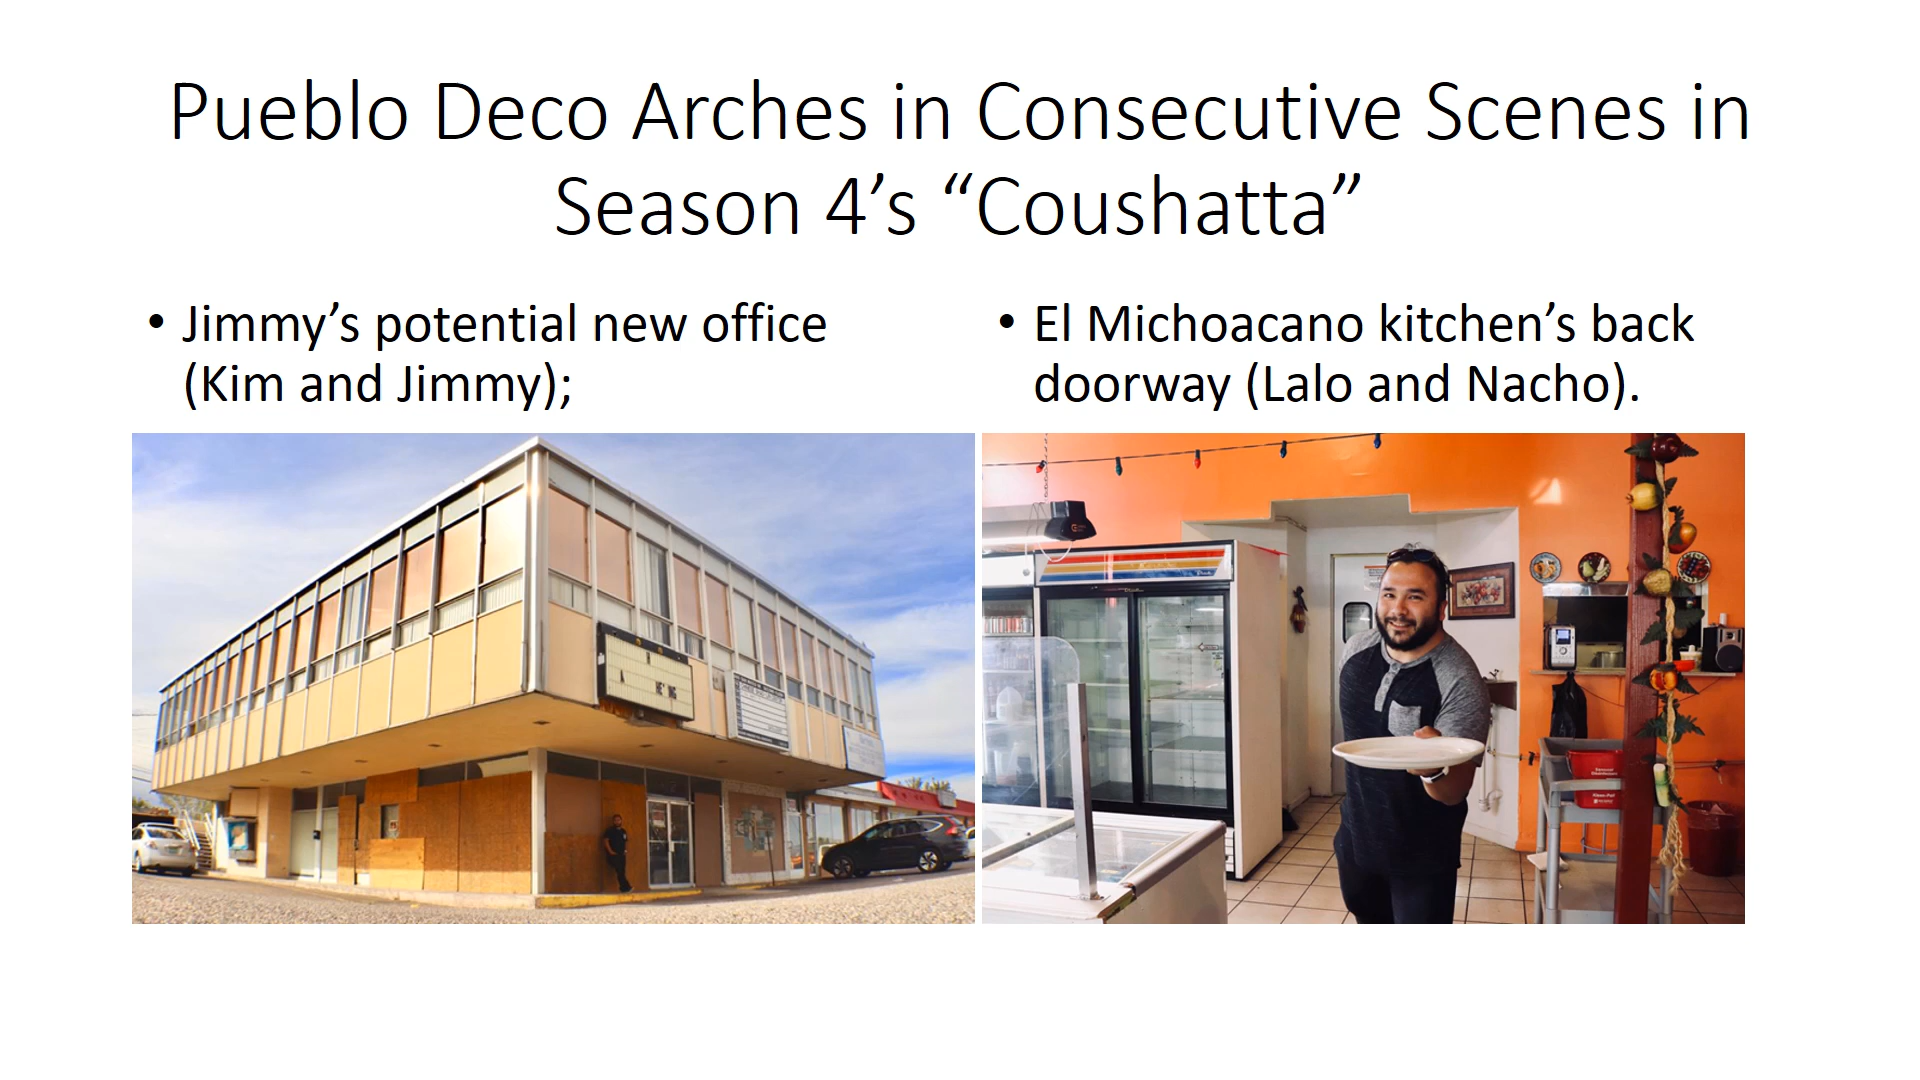 Pueblo Deco Arches in Consecutive Scenes in
Season 4’s “Coushatta”
• Jimmy’s potential new office
(Kim and Jimmy);
• El Michoacano kitchen’s back
doorway (Lalo and Nacho).